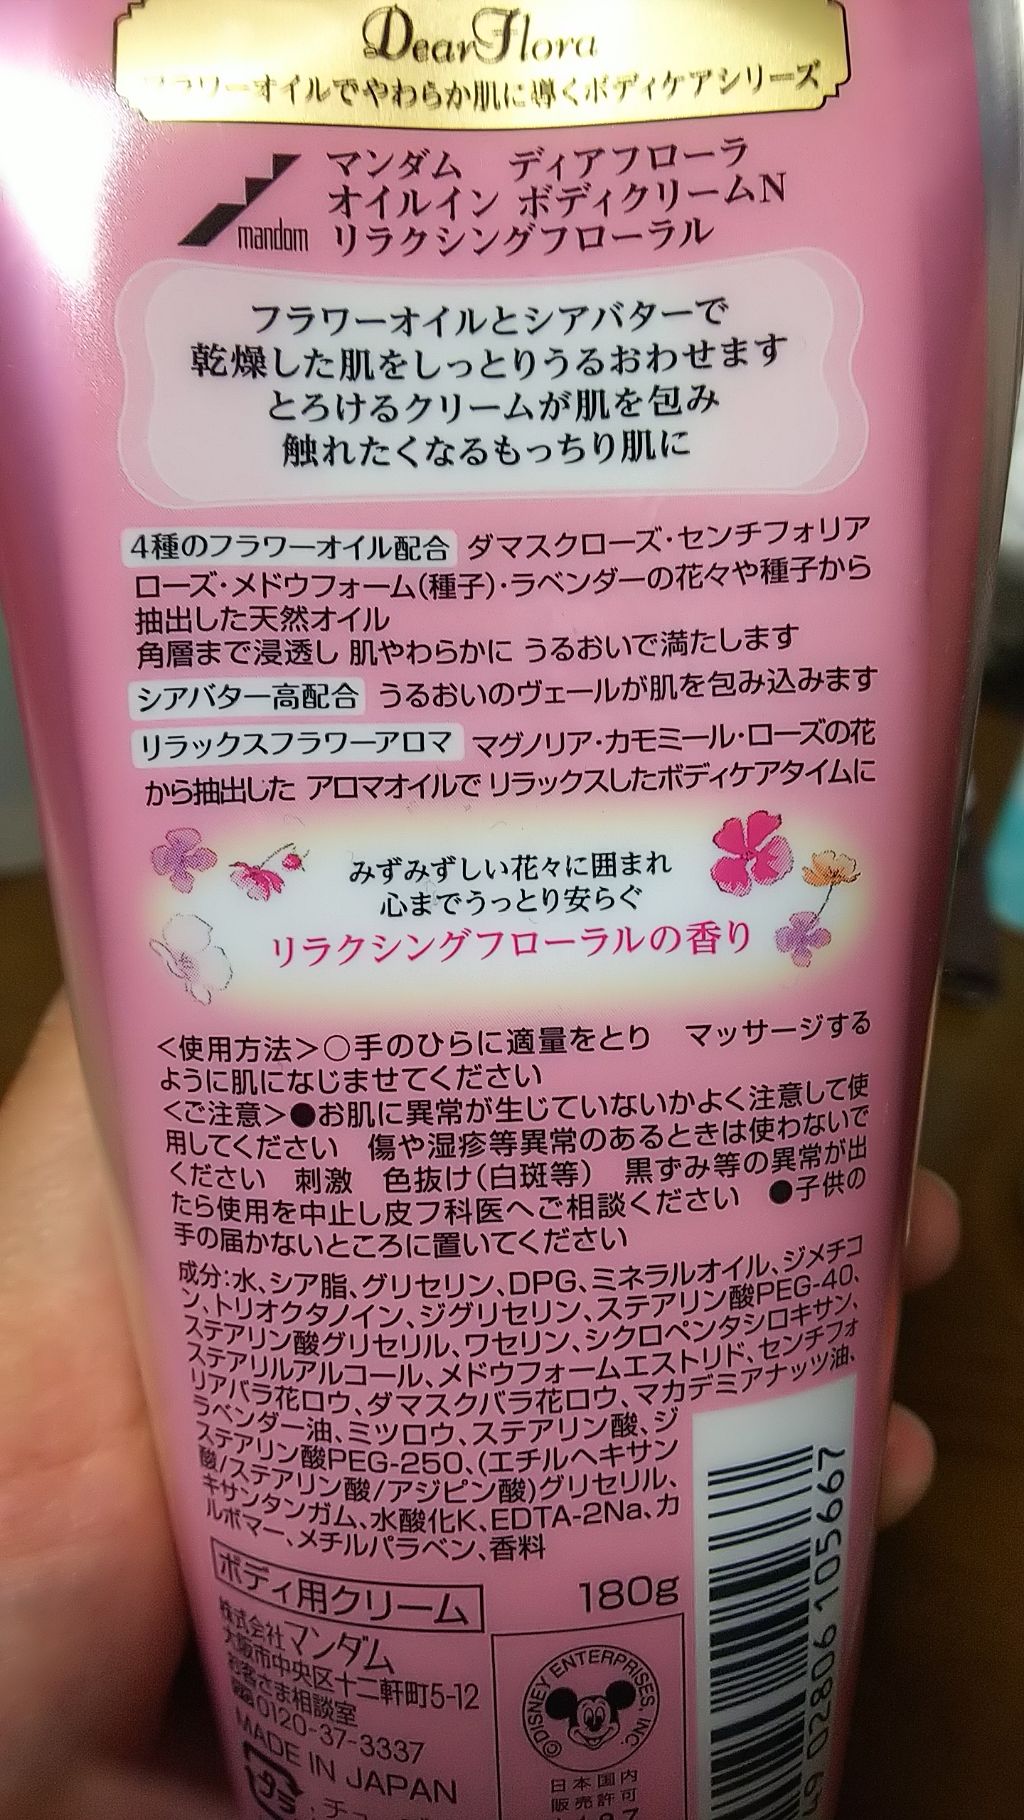 Dear Flora
フラワーオイルでやわらか肌に導くボディケアシリーズ
mandom
マンダム ディアフローラ
オイルイン ボディクリームN
リラクシングフローラル
フラワーオイルとシアバターで
乾燥した肌をしっとりうるおわせます
とろけるクリームが肌を包み
触れたくなるもっちり肌に
4種のフラワーオイル配合 ダマスクローズ・センチフォリア
ローズ・メドウフォーム(種子)・ラベンダーの花々や種子から
抽出した天然オイル
角層まで浸透し 肌やわらかに うるおいで満たします
シアバター高配合 うるおいのヴェールが肌を包み込みます
リラックスフラワーアロマ マグノリア・カモミール・ローズの花
から抽出した アロマオイルで リラックスしたボディケアタイムに
みずみずしい花々に囲まれ
心までうっとり安らぐ
リラクシングフローラルの香り
<使用方法>○手のひらに適量をとり マッサージする
ように肌になじませてください
<ご注意>●お肌に異常が生じていないかよく注意して使
用してください 傷や湿疹等異常のあるときは使わないで
ください 刺激 色抜け(白斑等) 黒ずみ等の異常が出
たら使用を中止し皮フ科医へご相談ください ●子供の
手の届かないところに置いてください
成分:水、シア脂、グリセリン、DPG、ミネラルオイル、ジメチコ
ン、トリオクタノイン、ジグリセリン、ステアリン酸PEG-40、
ステアリン酸グリセリル、ワセリン、シクロペンタシロキサン、
ステアリルアルコール、メドウフォームエストリド、センチフォ
リアバラ花ロウ、ダマスクバラ花ロウ、マカデミアナッツ油、
ラベンダー油、ミツロウ、ステアリン酸、ジ
ステアリン酸PEG-250、(エチルヘキサン
酸/ステアリン酸/アジピン酸)グリセリル、
キサンタンガム、水酸化K、EDTA-2Na、カ
ルボマー、メチルパラベン、香料
ボディ用クリーム
180g
株式会社マンダム
大阪市中央区十二軒町5-12
お客さま相談室
0120-37-3337
MADE IN JAPAN
プラ
©DISNEY ENTERPRISES, INC.
日本国内
販売許可
02806 105667